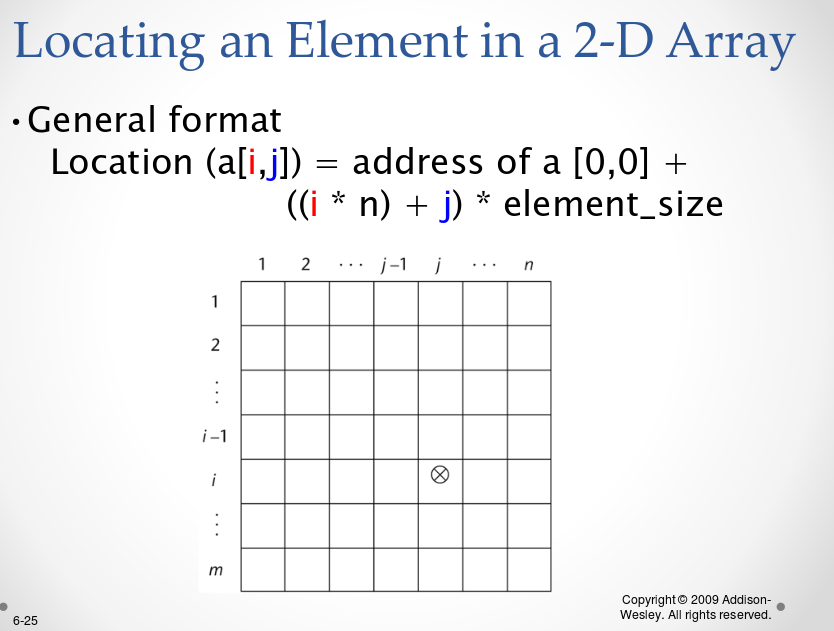 Locating an Element in a 2-D Array
• General format
Location (a[i,j]) = address of a [0,0] +
((i * n) + j) * element_size
1 2 ··· j–1 j ··· n
1
2
⋮
i–1
i
⊗
⋮
m
Copyright © 2009 Addison-
Wesley. All rights reserved.
6-25